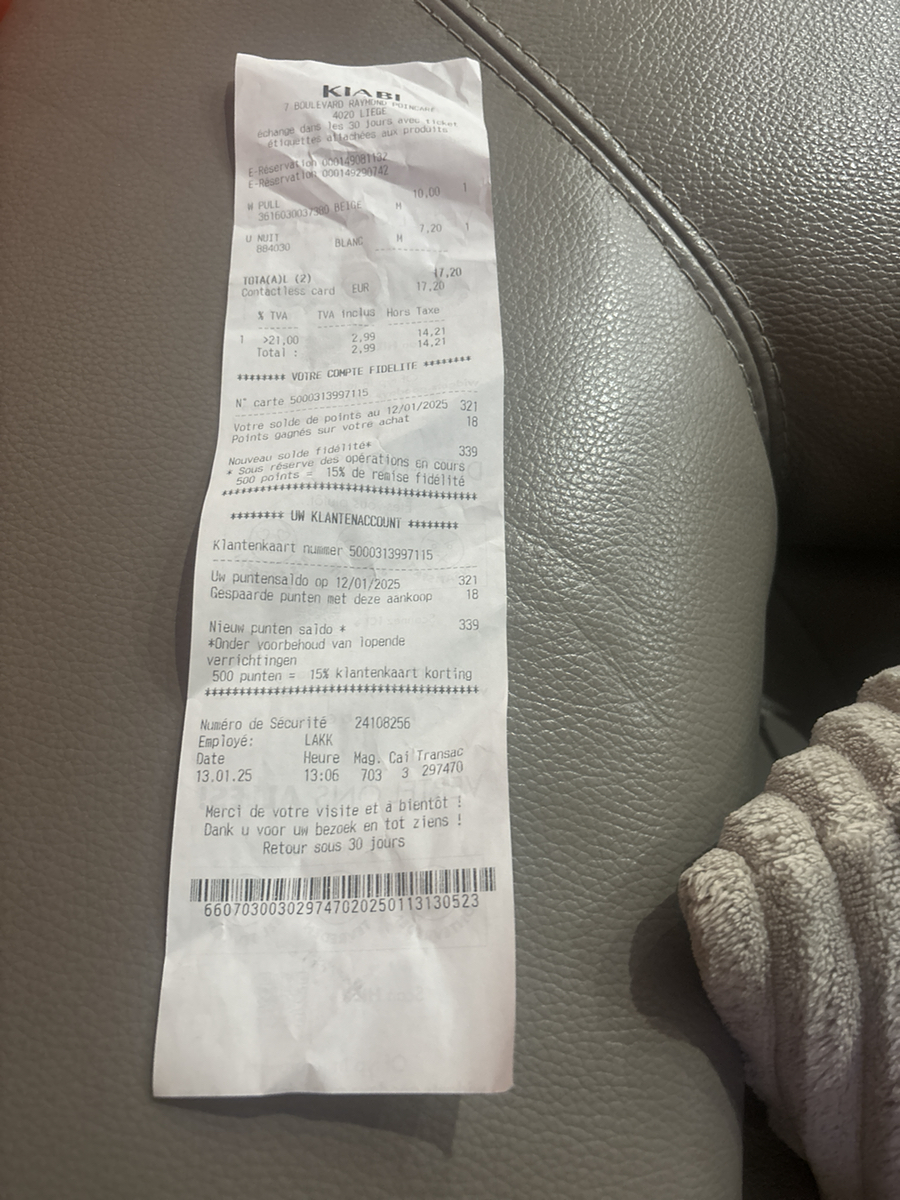 KIABI
7 BOULEVARD RAYMOND POINCARE
4020 LIEGE
échange dans les 30 jours avec ticket
étiquettes attachées aux produits
E-Réservation 000149081132
E-Réservation 000149290742
W PULL 10,00 1
3616030037380 BEIGE M
U NUIT 7,20 1
884030 BLANC M
TOTA(A)L (2) 17,20
Contactless card EUR 17,20
% TVA TVA Inclus Hors Taxe
1 >21,00 2,99 14,21
Total : 2,99 14,21
******** VOTRE COMPTE FIDELITE ********
N° carte 5000313997115
Votre solde de points au 12/01/2025 321
Points gagnés sur votre achat 18
Nouveau solde fidélité* 339
* Sous réserve des opérations en cours
500 points = 15% de remise fidélité
******** UW KLANTENACCOUNT ********
Klantenkaart nummer 5000313997115
Uw puntensaldo op 12/01/2025 321
Gespaarde punten met deze aankoop 18
Nieuw punten saldo * 339
*Onder voorbehoud van lopende
verrichtingen
500 punten = 15% klantenkaart korting
Numéro de Sécurité 24108256
Employé: LAKK
Date Heure Mag. Cai Transac
13.01.25 13:06 703 3 297470
Merci de votre visite et à bientôt !
Dank u voor uw bezoek en tot ziens !
Retour sous 30 jours
660703003029747020250113130523